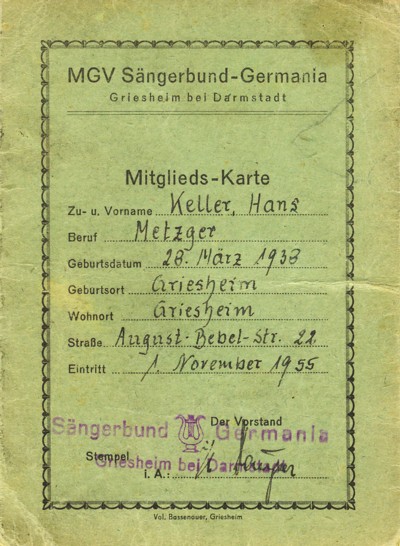 MGV Sängerbund-Germania
Griesheim bei Darmstadt
Mitglieds-Karte
Zu- u. Vorname Keller, Hans
Beruf Metzger
Geburtsdatum 28. März 1938
Geburtsort Griesheim
Wohnort Griesheim
Straße August-Bebel-Str. 22
Eintritt 1. November 1955
Der Vorstand
Sängerbund Germania
Stempel
Griesheim bei Darmstadt
i. A.:
Vol. Bassenauer, Griesheim